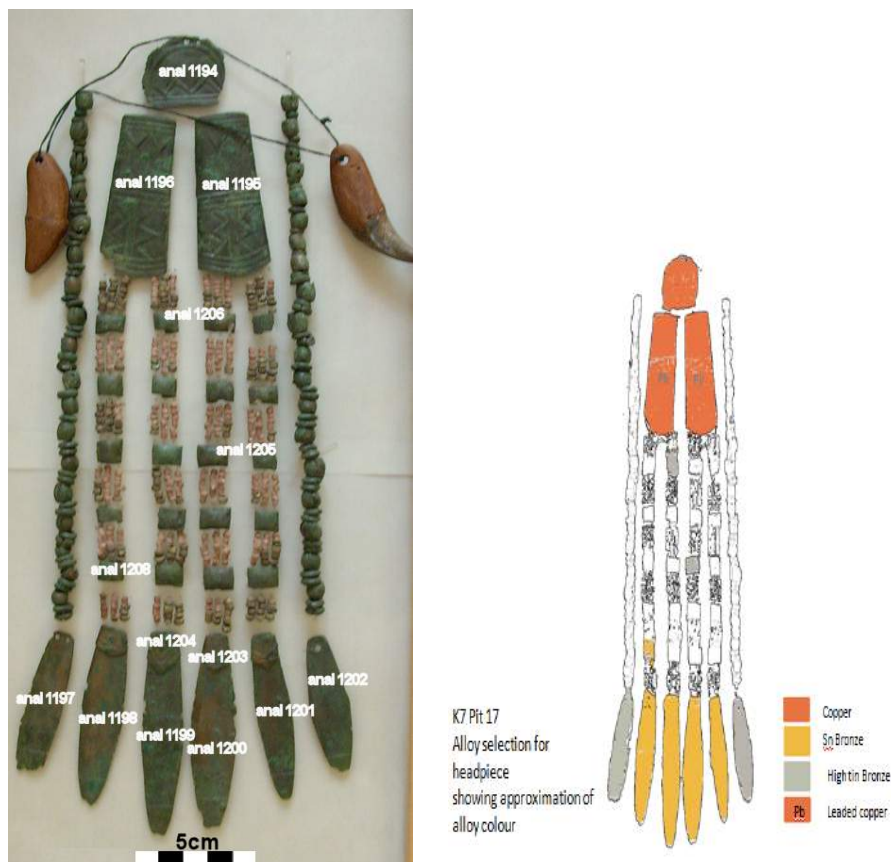 anal 1194
anal 1196
anal 1195
anal 1206
anal 1205
anal 1208
anal 1204
anal 1203
anal 1202
anal 1197
anal 1198
anal 1201
anal 1199
anal 1200
5cm
K7 Pit 17
Alloy selection for
headpiece
showing approximation of
alloy colour
Copper
Sn Bronze
High tin Bronze
Pb Leaded copper